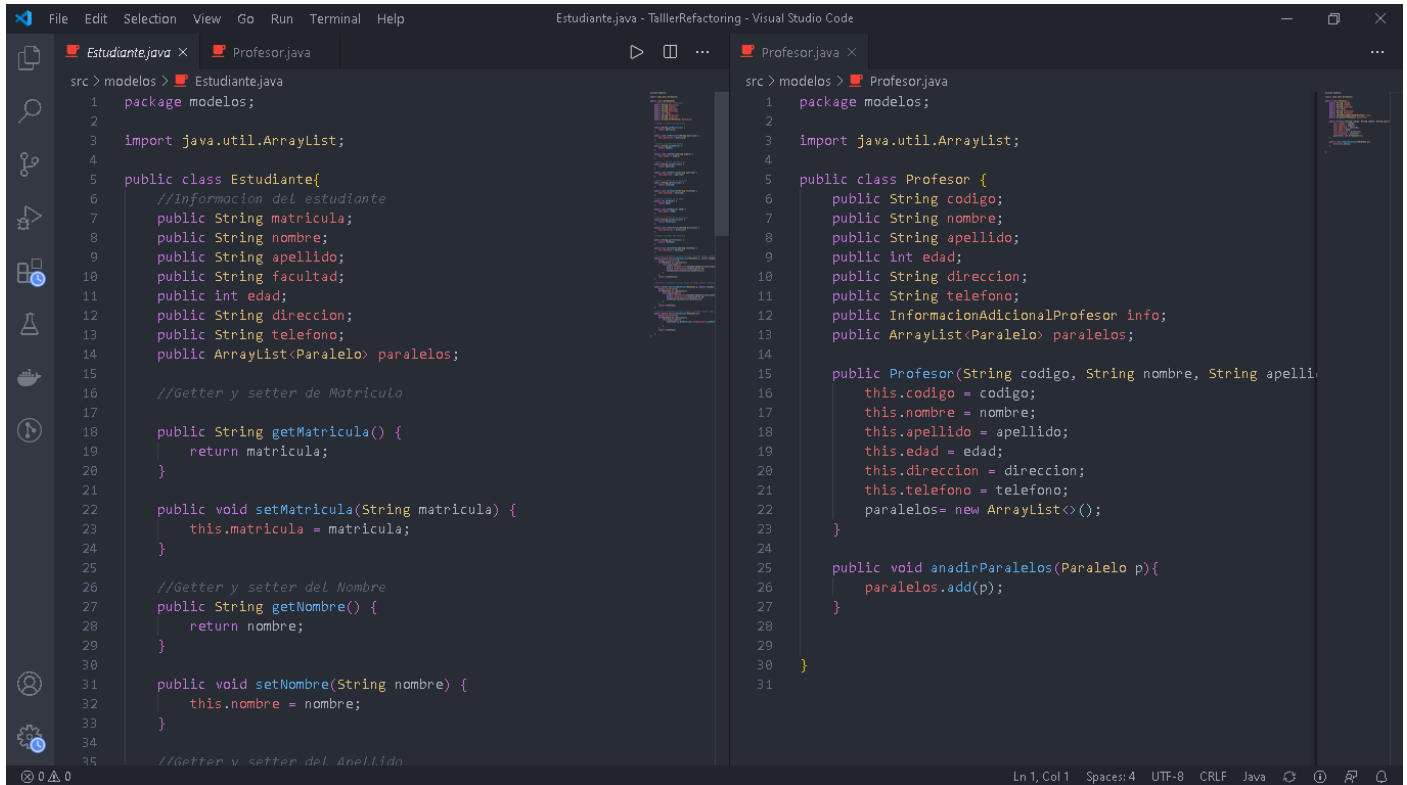 File Edit Selection View Go Run Terminal Help
Estudiante.java - TalllerRefactoring - Visual Studio Code
Estudiante.java
Profesor.java
src > modelos > Estudiante.java
1 package modelos;
2
3 import java.util.ArrayList;
4
5 public class Estudiante{
6 //Informacion del estudiante
7 public String matricula;
8 public String nombre;
9 public String apellido;
10 public String facultad;
11 public int edad;
12 public String direccion;
13 public String telefono;
14 public ArrayList<Paralelo> paralelos;
15
16 //Getter y setter de Matricula
17
18 public String getMatricula() {
19 return matricula;
20 }
21
22 public void setMatricula(String matricula) {
23 this.matricula = matricula;
24 }
25
26 //Getter y setter del Nombre
27 public String getNombre() {
28 return nombre;
29 }
30
31 public void setNombre(String nombre) {
32 this.nombre = nombre;
33 }
34
35 //Getter y setter del Apellido
Profesor.java
src > modelos > Profesor.java
1 package modelos;
2
3 import java.util.ArrayList;
4
5 public class Profesor {
6 public String codigo;
7 public String nombre;
8 public String apellido;
9 public int edad;
10 public String direccion;
11 public String telefono;
12 public InformacionAdicionalProfesor info;
13 public ArrayList<Paralelo> paralelos;
14
15 public Profesor(String codigo, String nombre, String apelli
16 this.codigo = codigo;
17 this.nombre = nombre;
18 this.apellido = apellido;
19 this.edad = edad;
20 this.direccion = direccion;
21 this.telefono = telefono;
22 paralelos= new ArrayList<>();
23 }
24
25 public void anadirParalelos(Paralelo p){
26 paralelos.add(p);
27 }
28
29
30 }
31
0 0
Ln 1, Col 1 Spaces: 4 UTF-8 CRLF Java